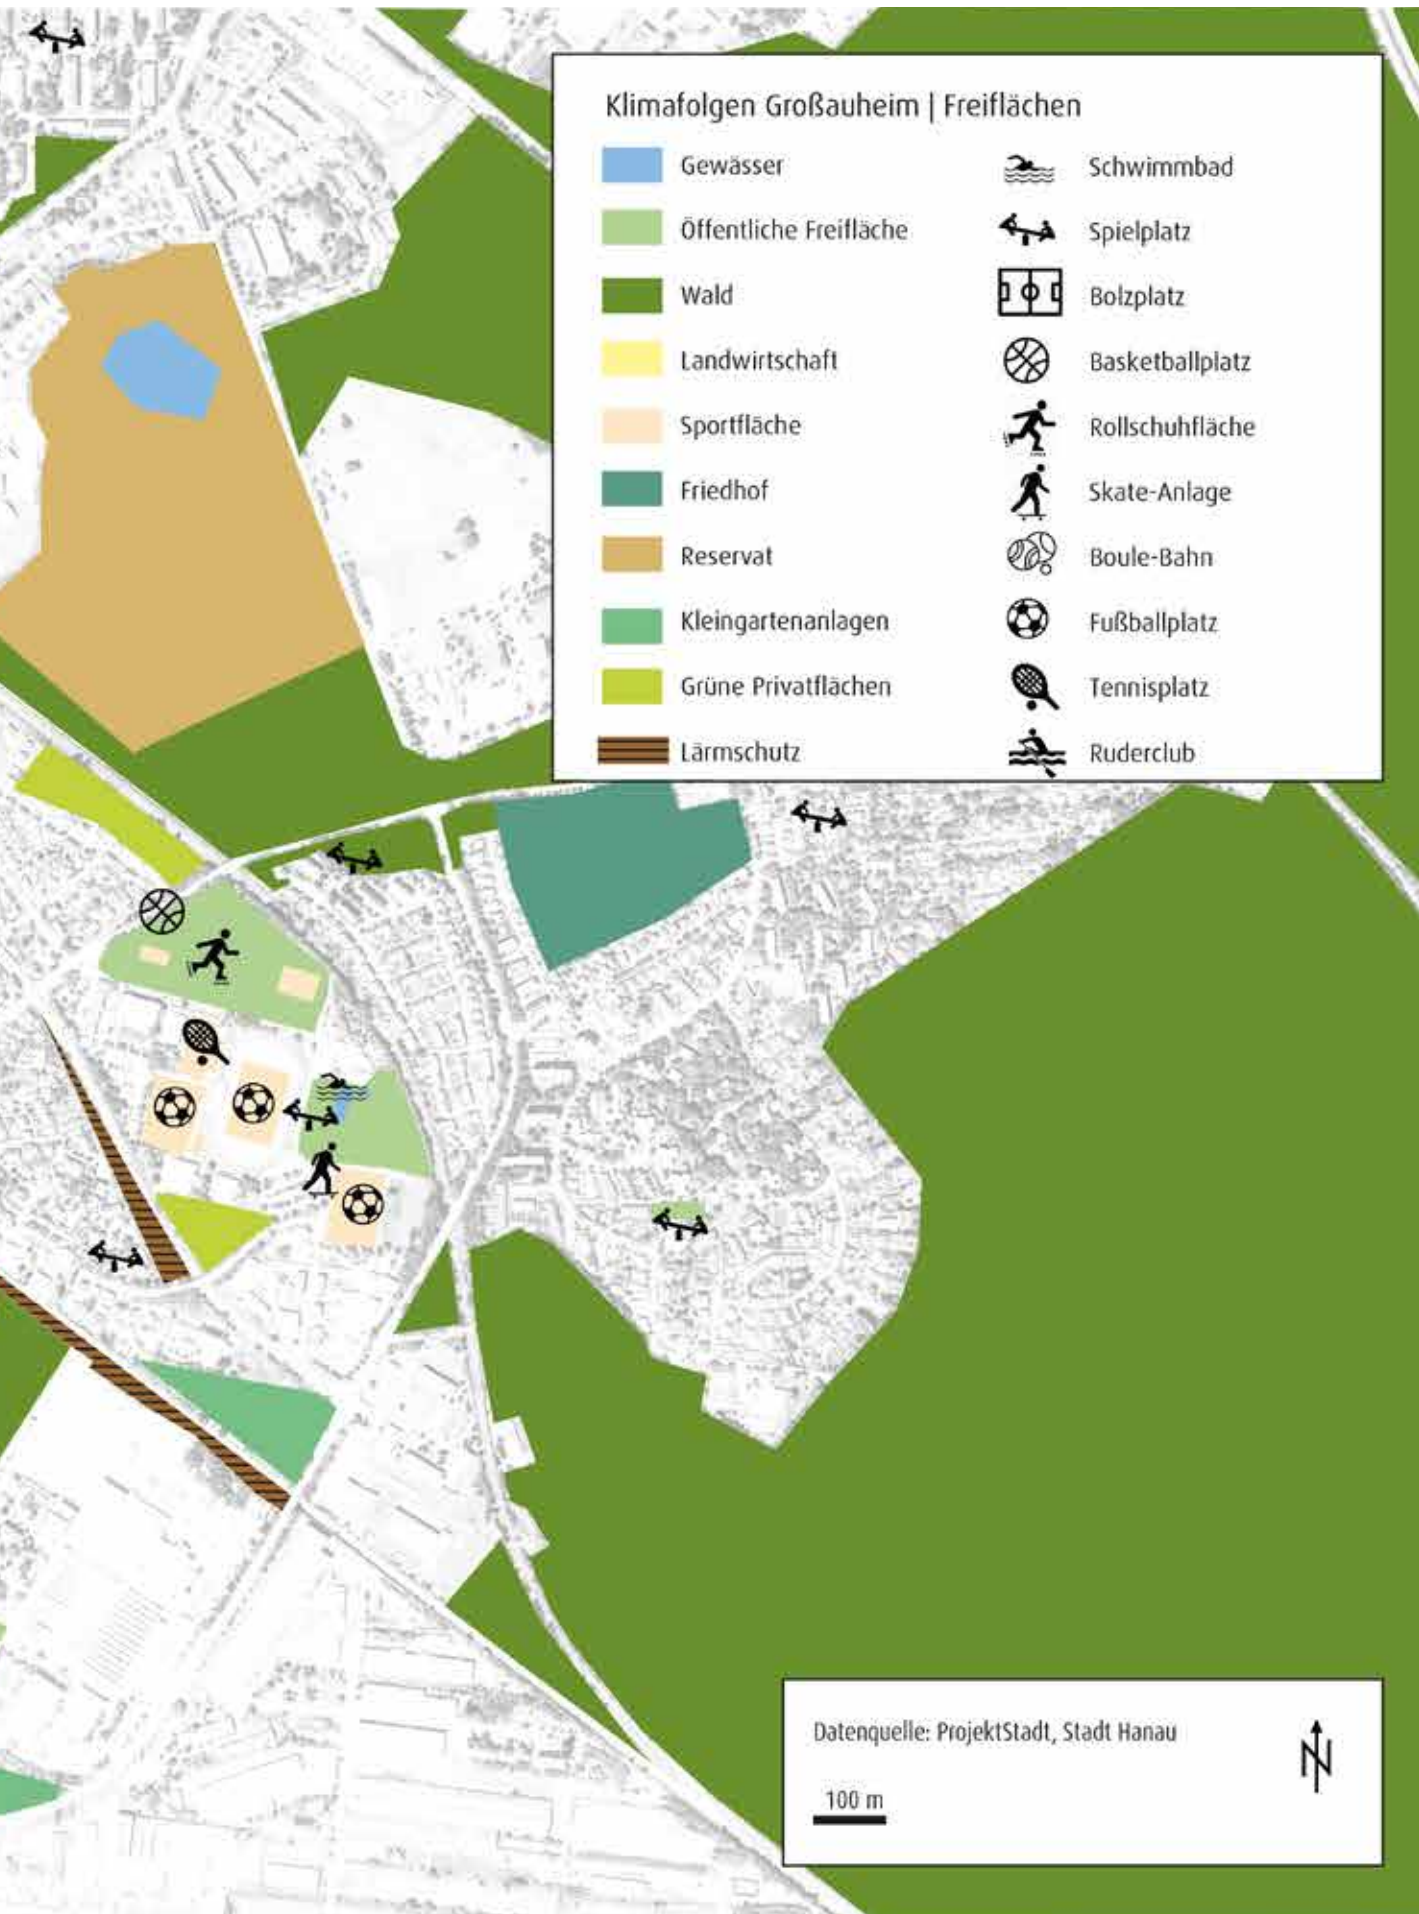 Klimafolgen Großauheim | Freiflächen
Gewässer
Öffentliche Freifläche
Wald
Landwirtschaft
Sportfläche
Friedhof
Reservat
Kleingartenanlagen
Grüne Privatflächen
Lärmschutz
Schwimmbad
Spielplatz
Bolzplatz
Basketballplatz
Rollschuhfläche
Skate-Anlage
Boule-Bahn
Fußballplatz
Tennisplatz
Ruderclub
Datenquelle: ProjektStadt, Stadt Hanau
N
100 m